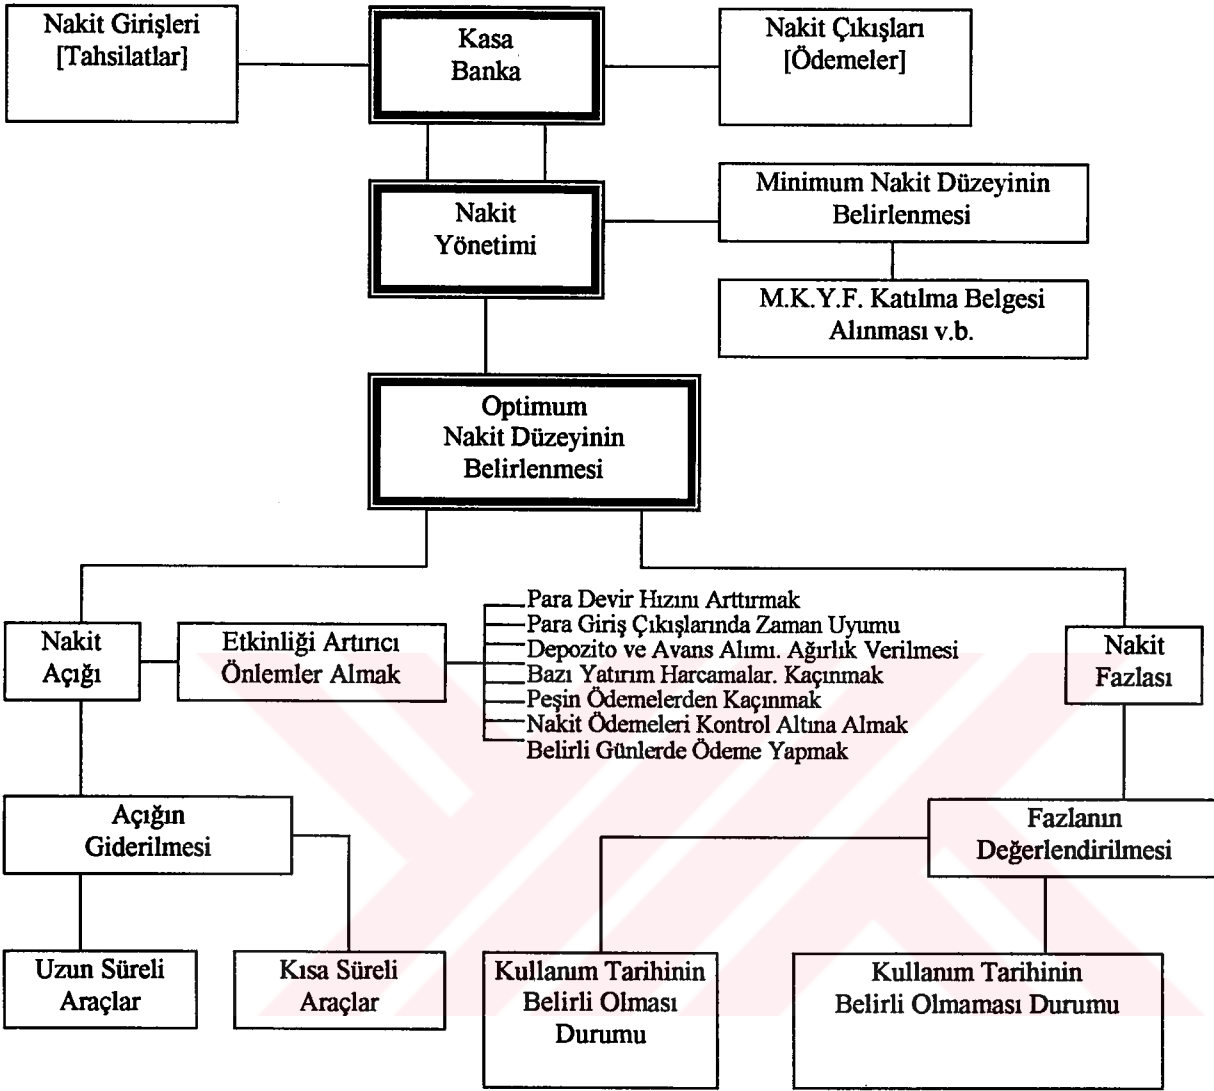 Nakit Girişleri
[Tahsilatlar]
Kasa
Banka
Nakit Çıkışları
[Ödemeler]
Nakit
Yönetimi
Minimum Nakit Düzeyinin
Belirlenmesi
M.K.Y.F. Katılma Belgesi
Alınması v.b.
Optimum
Nakit Düzeyinin
Belirlenmesi
Nakit
Açığı
Etkinliği Artırıcı
Önlemler Almak
Para Devir Hızını Arttırmak
Para Giriş Çıkışlarında Zaman Uyumu
Depozito ve Avans Alımı. Ağırlık Verilmesi
Bazı Yatırım Harcamalar. Kaçınmak
Peşin Ödemelerden Kaçınmak
Nakit Ödemeleri Kontrol Altına Almak
Belirli Günlerde Ödeme Yapmak
Nakit
Fazlası
Açığın
Giderilmesi
Fazlanın
Değerlendirilmesi
Uzun Süreli
Araçlar
Kısa Süreli
Araçlar
Kullanım Tarihinin
Belirli Olması
Durumu
Kullanım Tarihinin
Belirli Olmaması Durumu